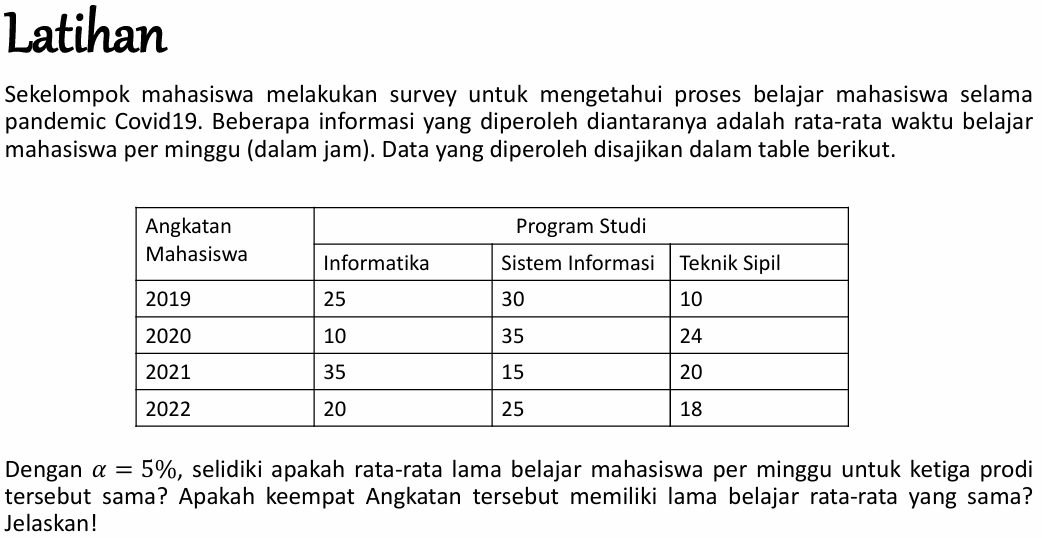 Latihan
Sekelompok mahasiswa melakukan survey untuk mengetahui proses belajar mahasiswa selama
pandemic Covid19. Beberapa informasi yang diperoleh diantaranya adalah rata-rata waktu belajar
mahasiswa per minggu (dalam jam). Data yang diperoleh disajikan dalam table berikut.
Angkatan Mahasiswa Program Studi
Informatika Sistem Informasi Teknik Sipil
2019 25 30 10
2020 10 35 24
2021 35 15 20
2022 20 25 18
Dengan α = 5%, selidiki apakah rata-rata lama belajar mahasiswa per minggu untuk ketiga prodi
tersebut sama? Apakah keempat Angkatan tersebut memiliki lama belajar rata-rata yang sama?
Jelaskan!